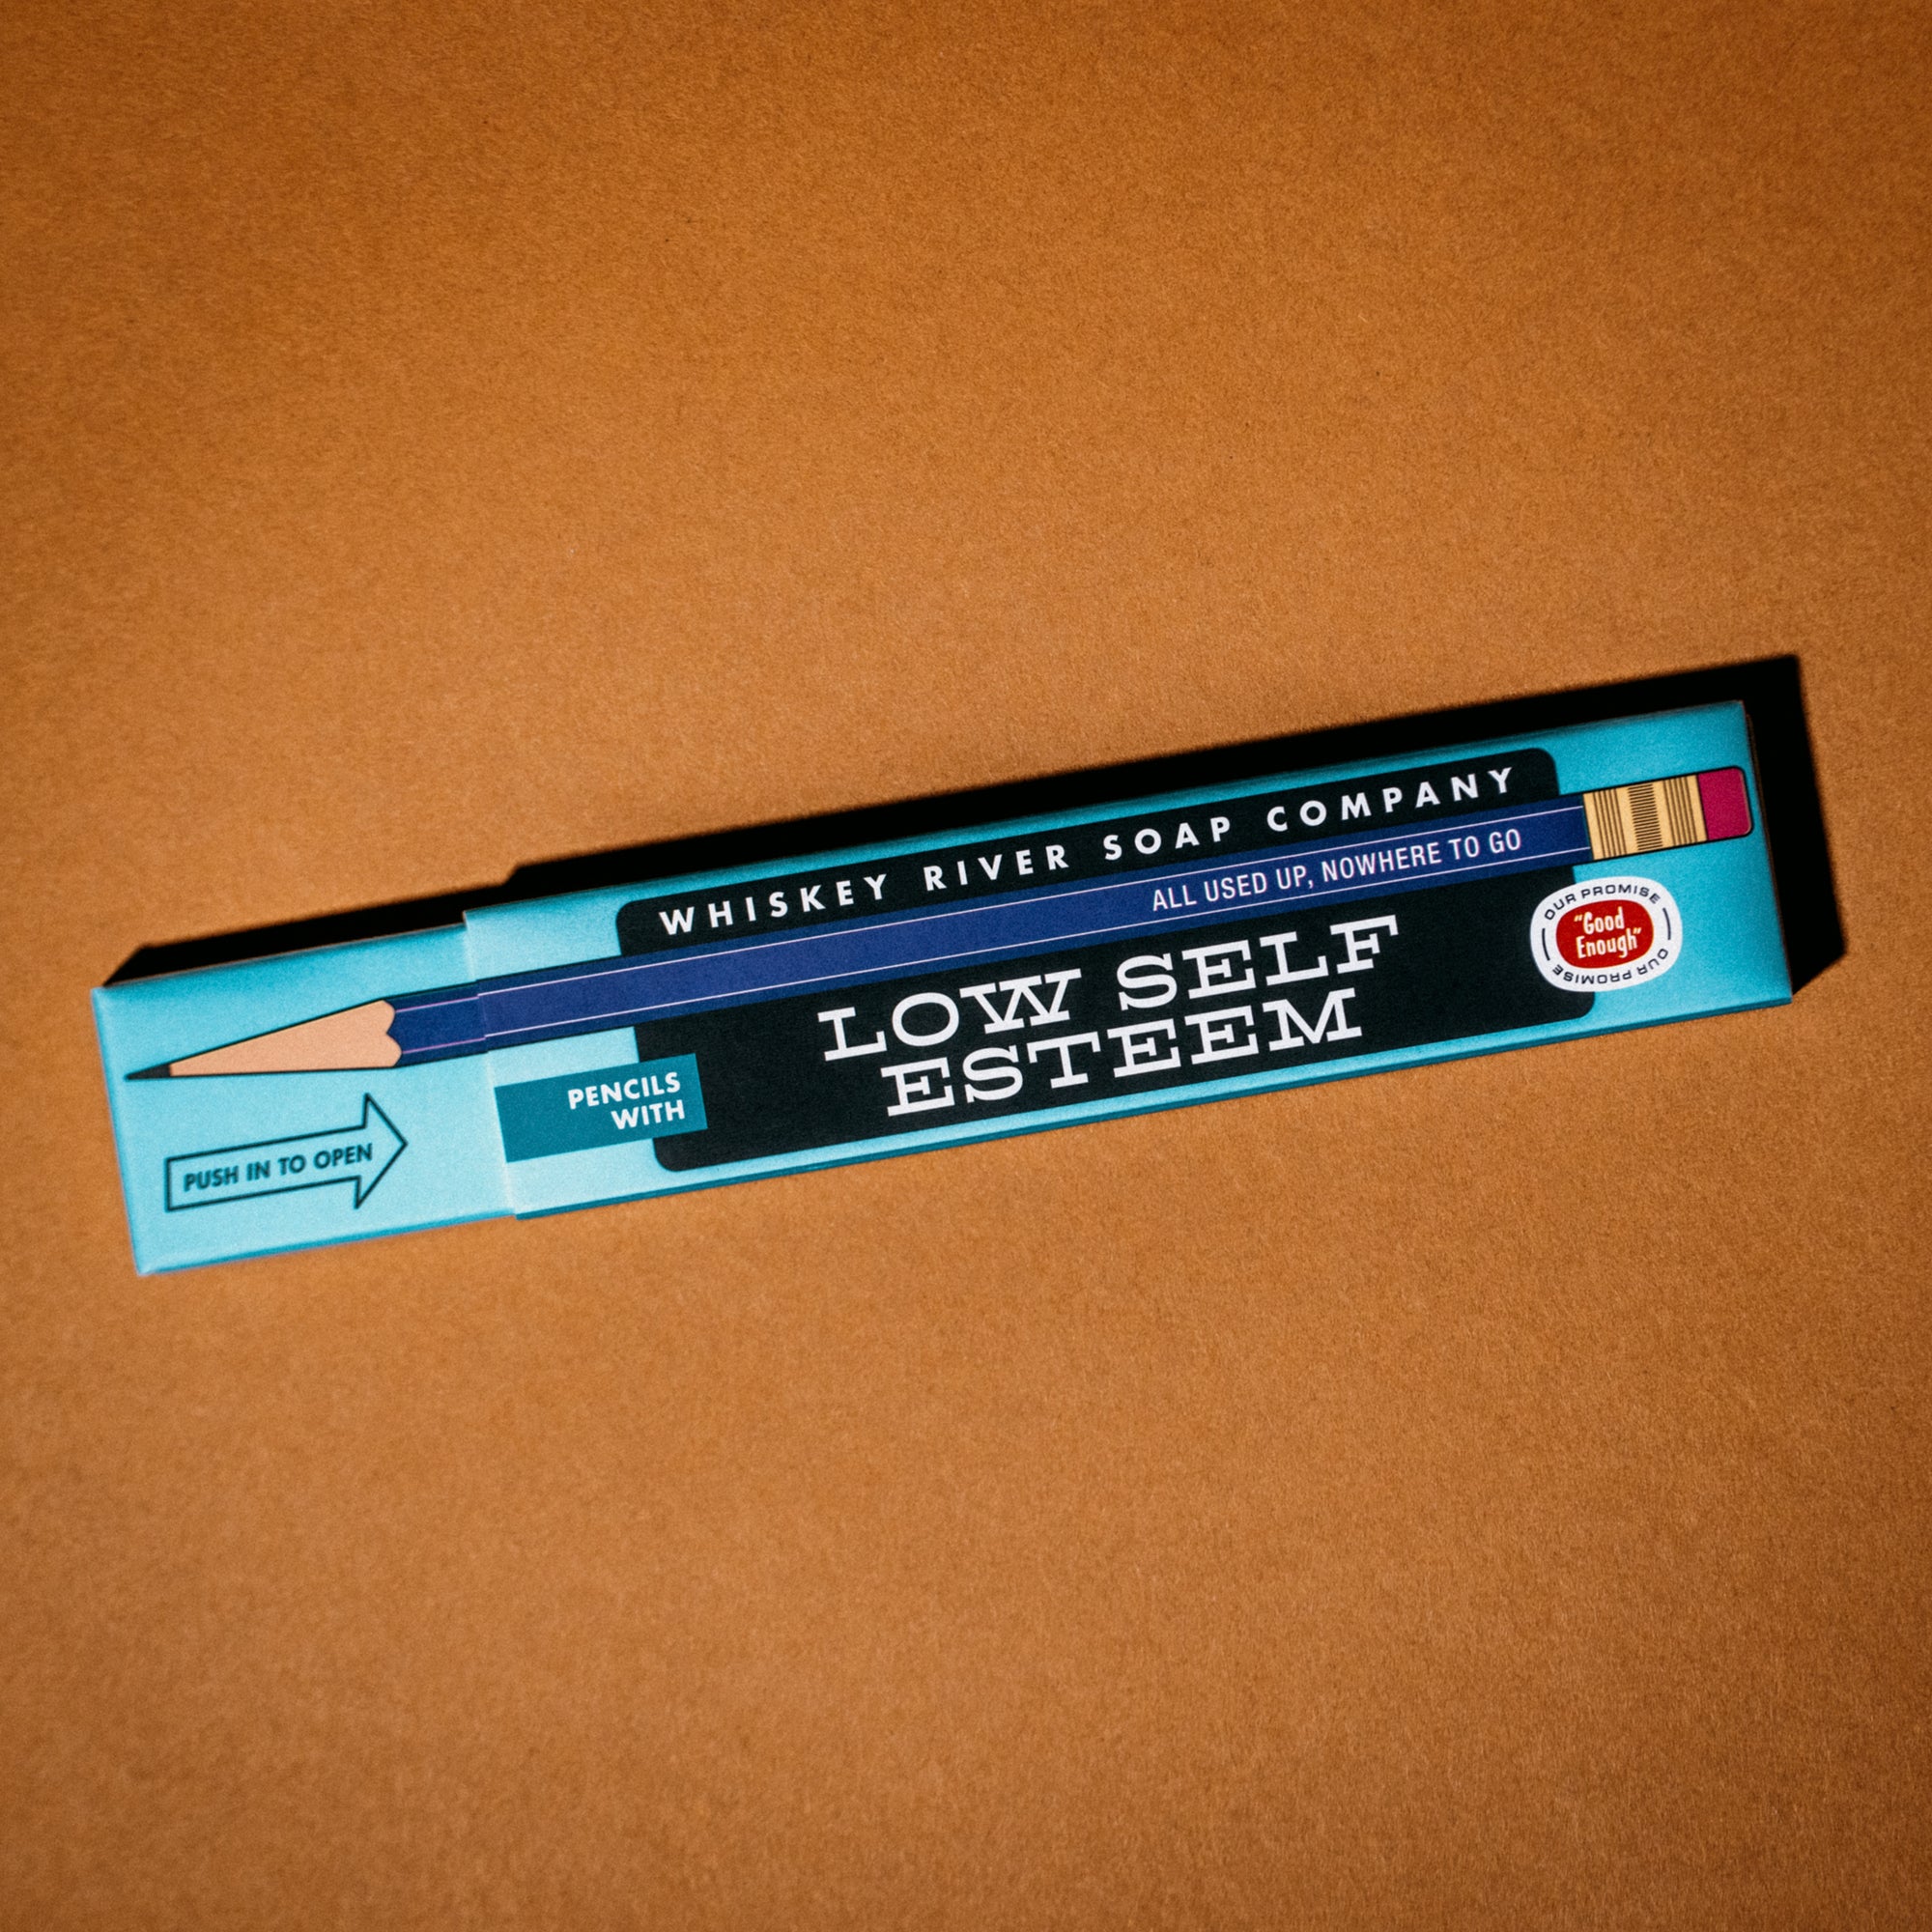 WHISKEY RIVER SOAP COMPANY
ALL USED UP, NOWHERE TO GO
PENCILS
WITH
LOW SELF
ESTEEM
OUR PROMISE
"Good
Enough"
OUR PROMISE
PUSH IN TO OPEN